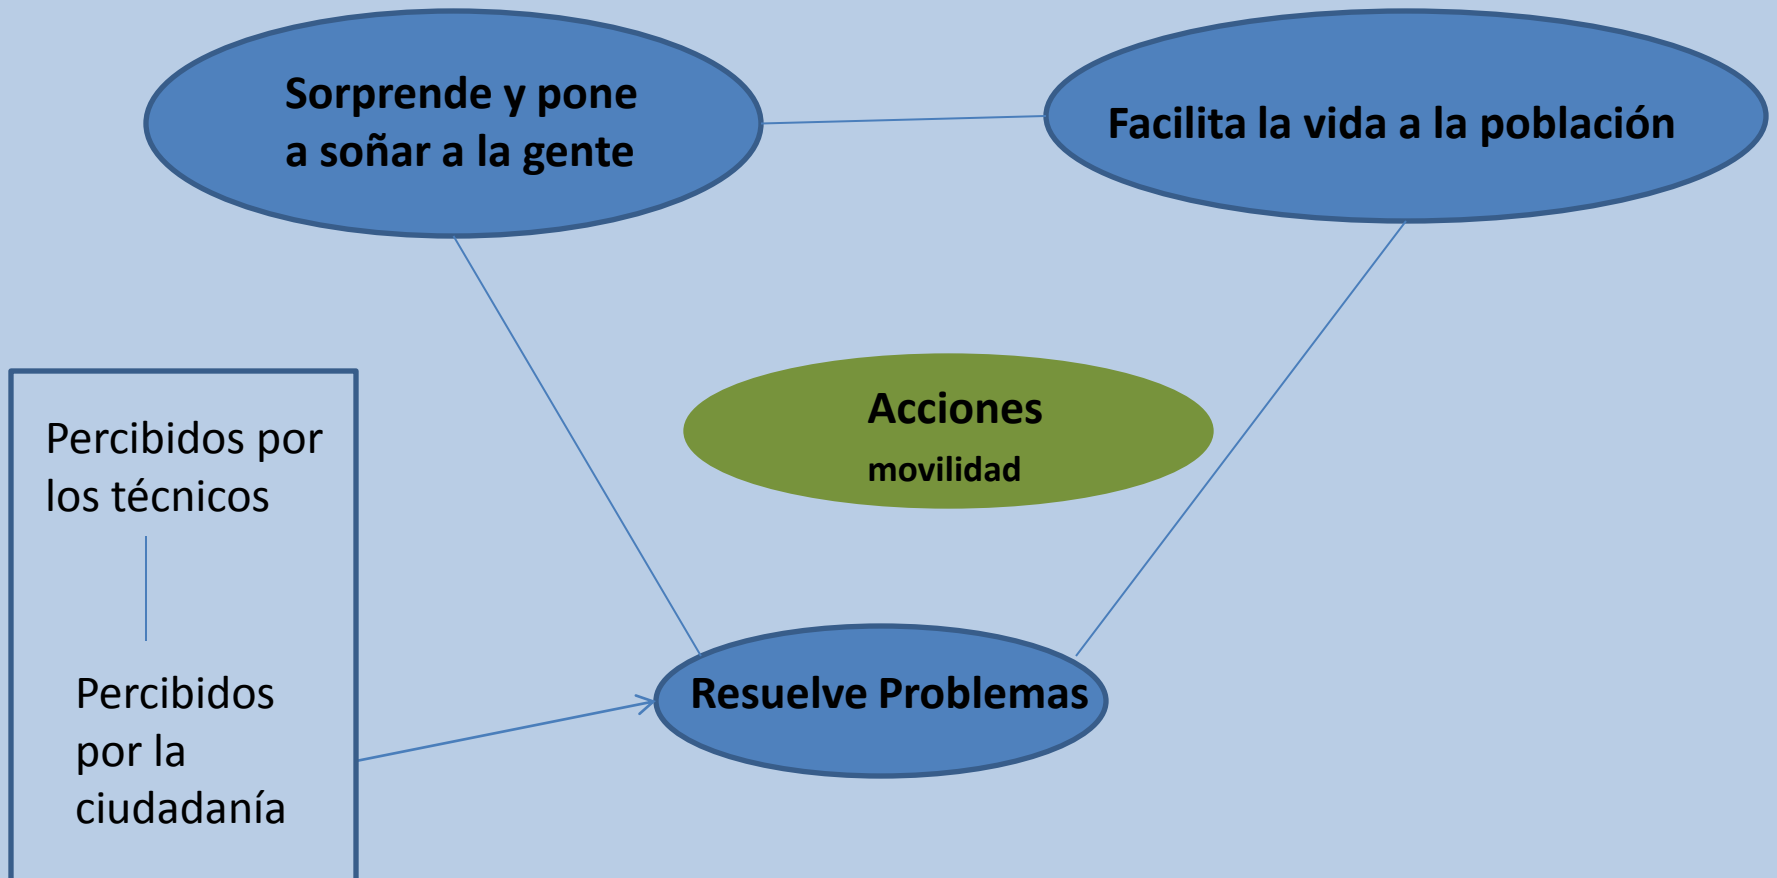 Sorprende y pone
a soñar a la gente
Facilita la vida a la población
Acciones
movilidad
Percibidos por
los técnicos
Percibidos
por la
ciudadanía
Resuelve Problemas